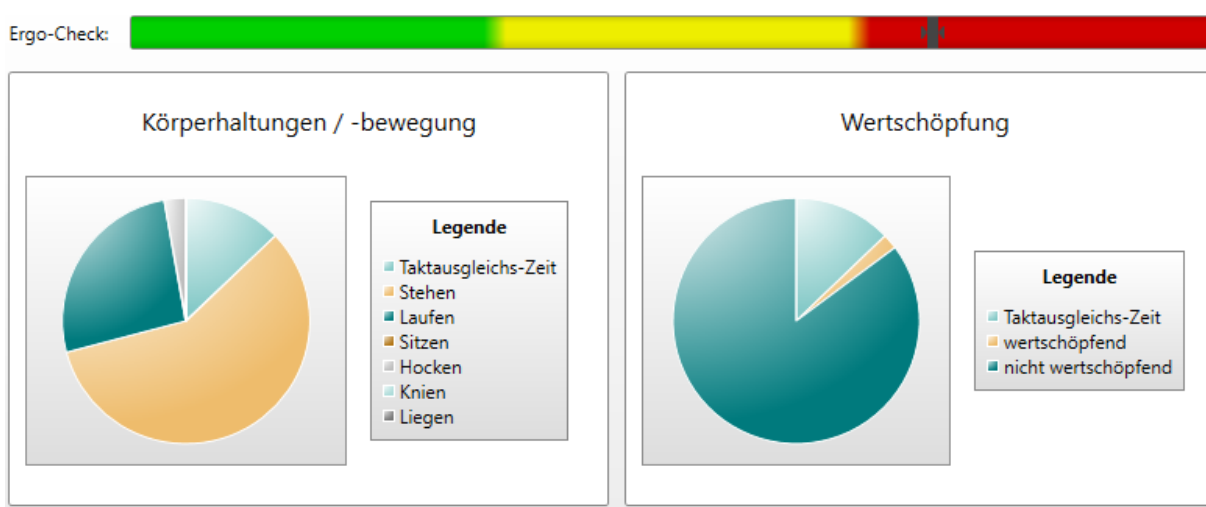 Ergo-Check:
Körperhaltungen / -bewegung
Legende
Taktausgleichs-Zeit
Stehen
Laufen
Sitzen
Hocken
Knien
Liegen
Wertschöpfung
Legende
Taktausgleichs-Zeit
wertschöpfend
nicht wertschöpfend